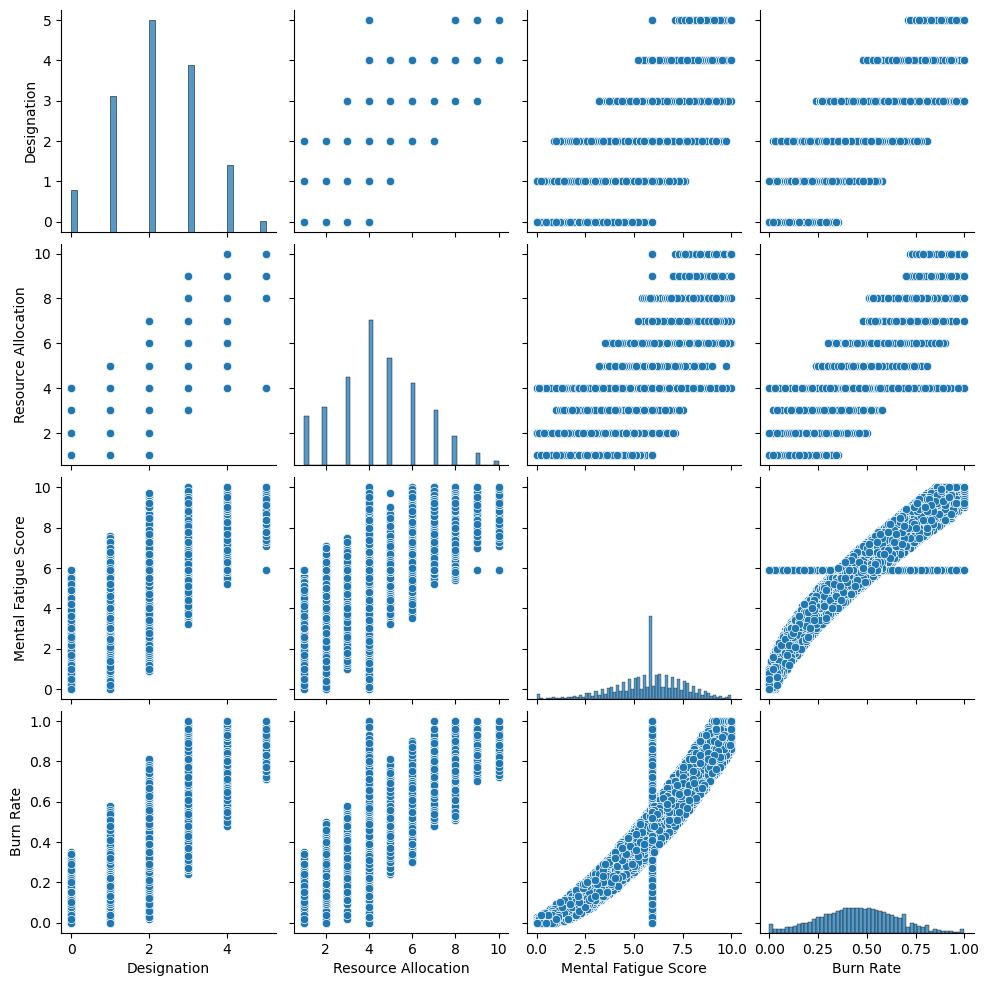 5
4
3
2
1
0
Designation
10
8
6
4
2
Resource Allocation
10
8
6
4
2
0
Mental Fatigue Score
1.0
0.8
0.6
0.4
0.2
0.0
Burn Rate
0 2 4
2 4 6 8 10
0.0 2.5 5.0 7.5 10.0
0.00 0.25 0.50 0.75 1.00
Designation
Resource Allocation
Mental Fatigue Score
Burn Rate